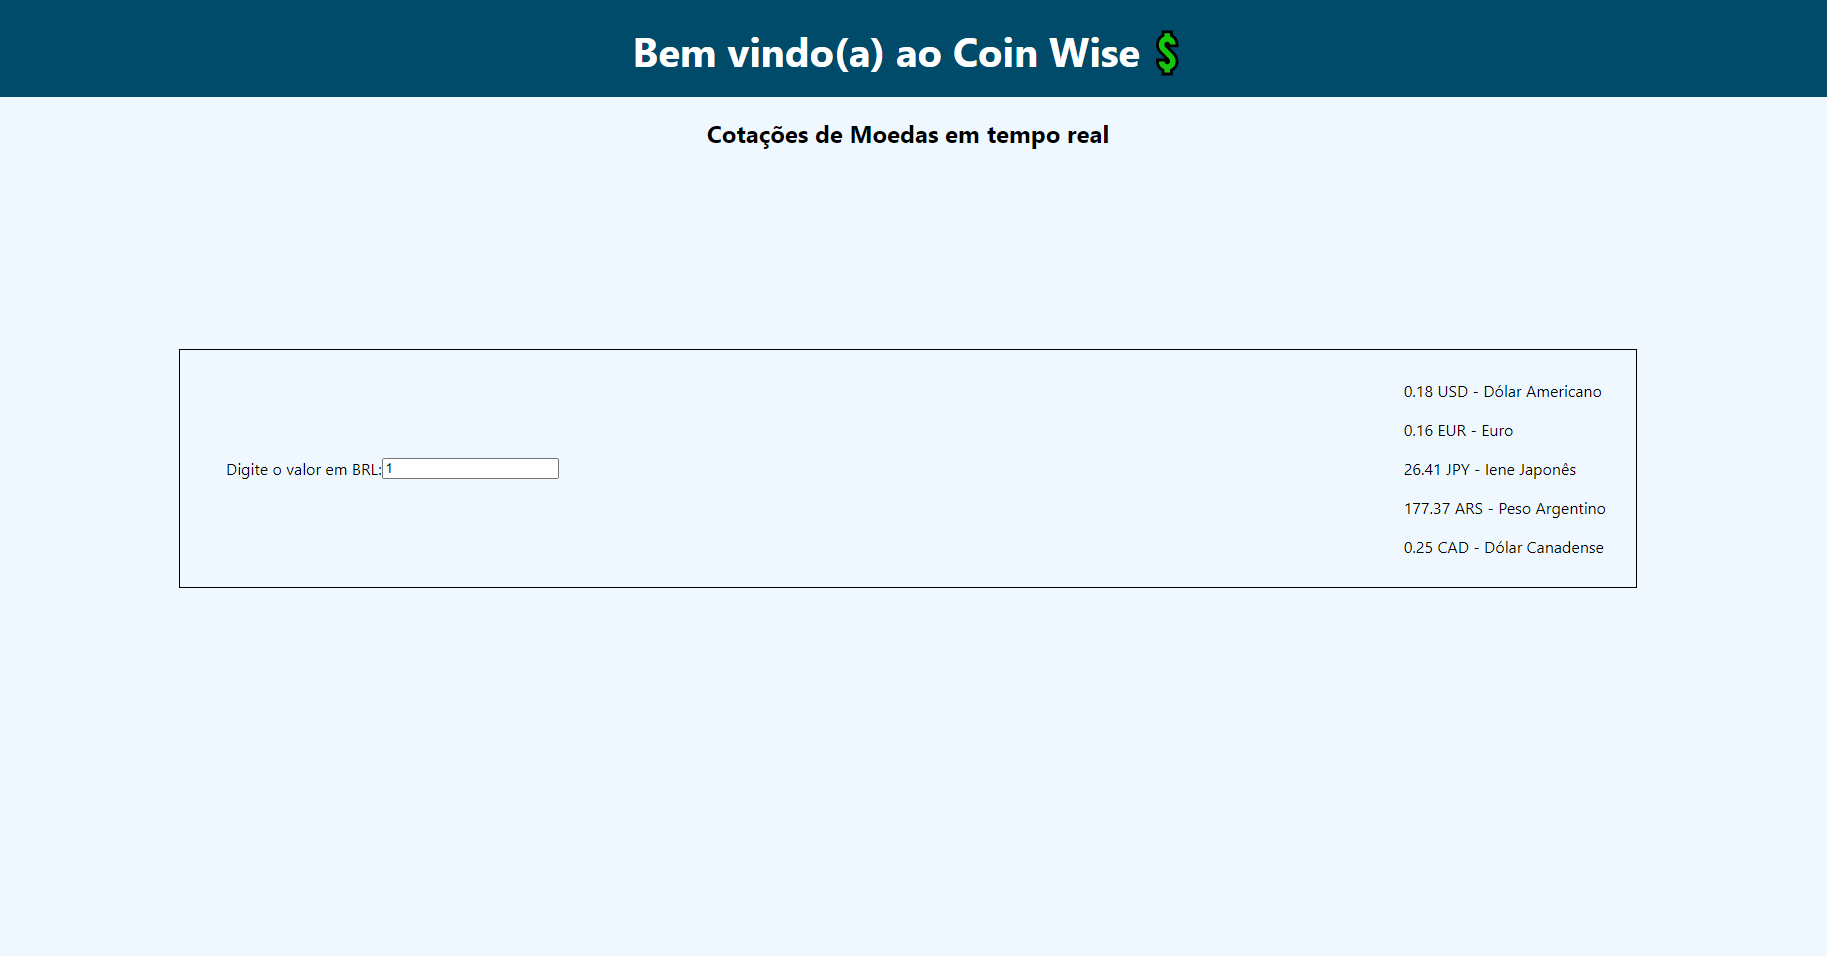 Bem vindo(a) ao Coin Wise 💲
Cotações de Moedas em tempo real
Digite o valor em BRL: 1
0.18 USD - Dólar Americano
0.16 EUR - Euro
26.41 JPY - Iene Japonês
177.37 ARS - Peso Argentino
0.25 CAD - Dólar Canadense